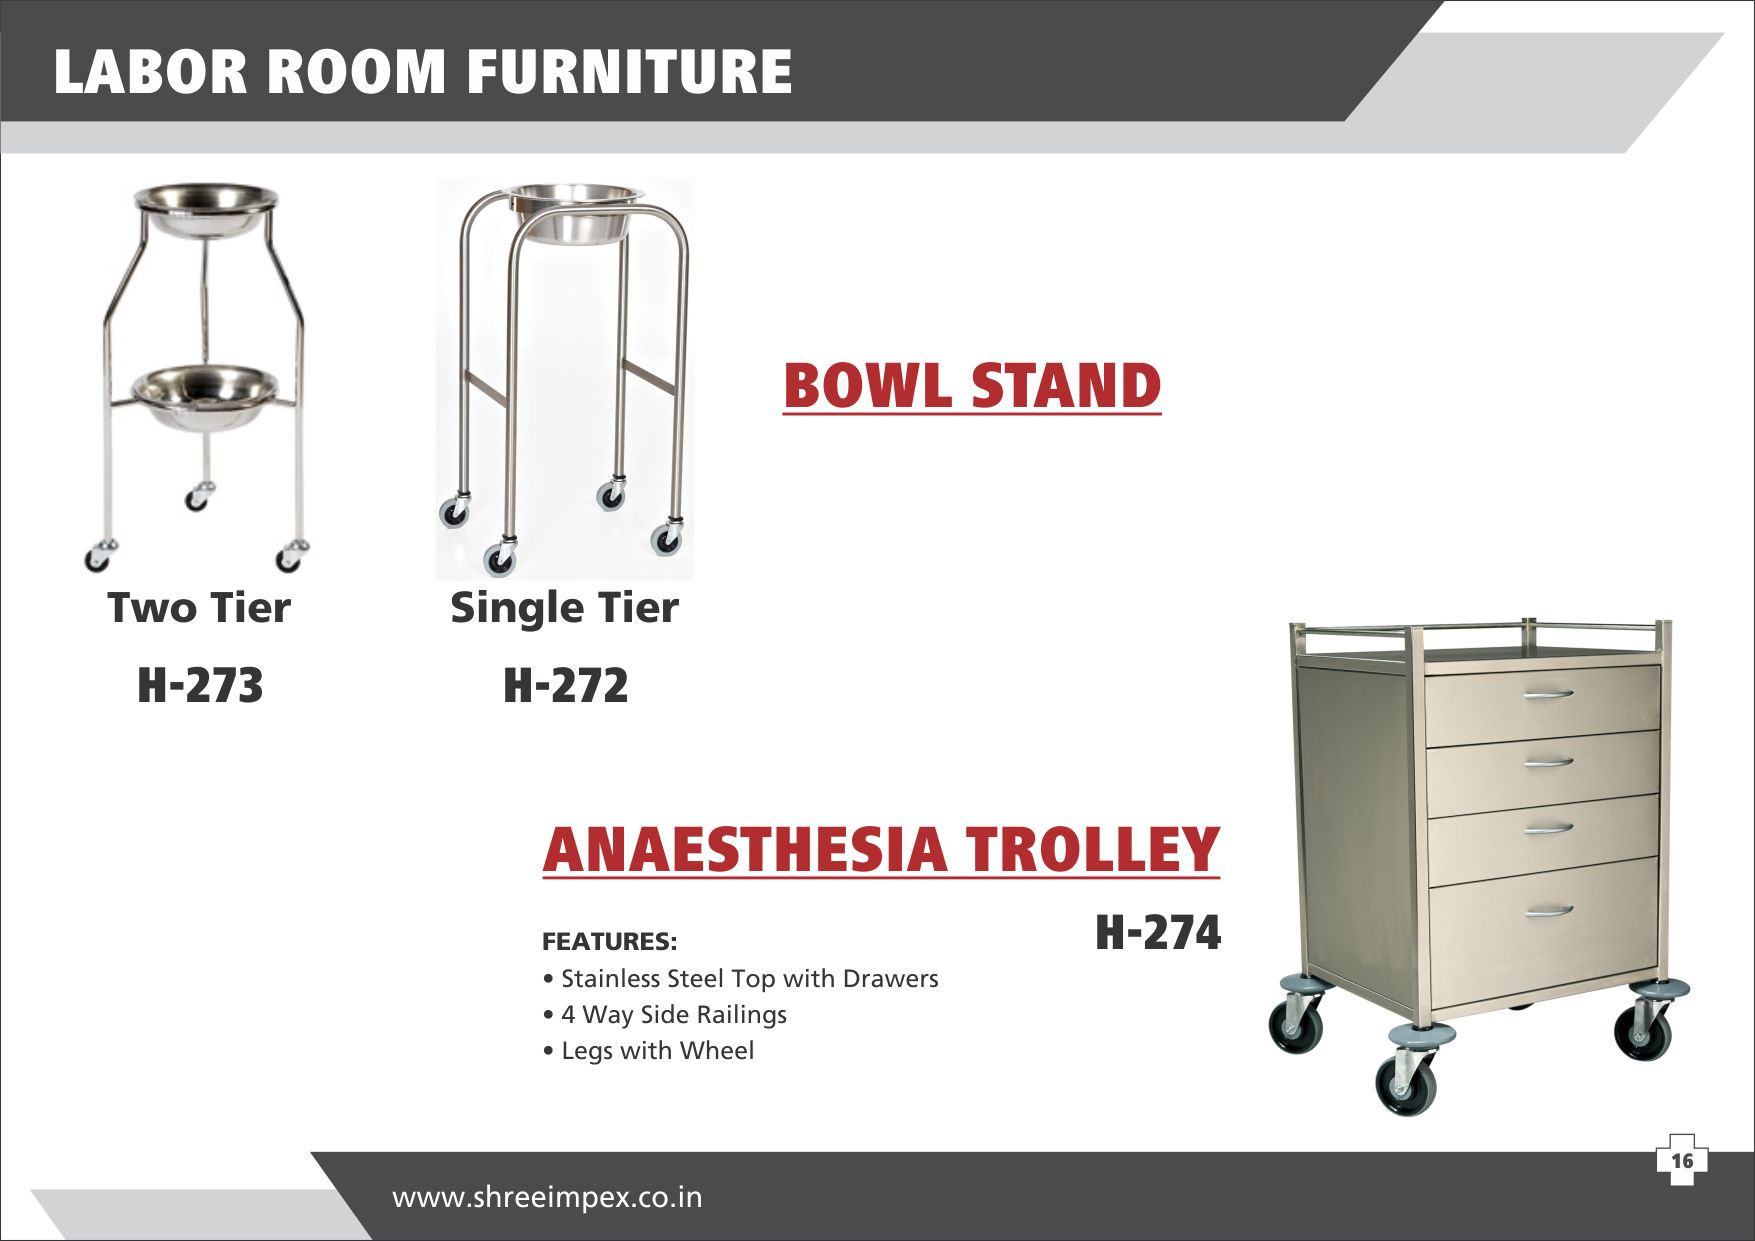 LABOR ROOM FURNITURE
BOWL STAND
Two Tier
H-273
Single Tier
H-272
ANAESTHESIA TROLLEY
H-274
FEATURES:
• Stainless Steel Top with Drawers
• 4 Way Side Railings
• Legs with Wheel
www.shreeimpex.co.in
16